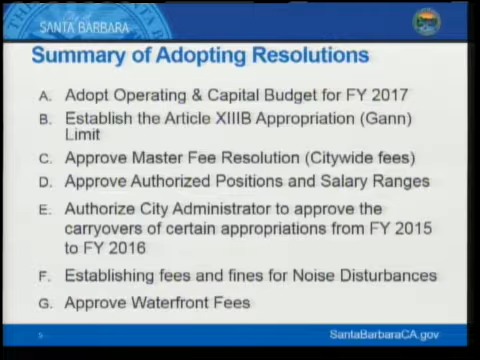 City of
SANTA BARBARA
Summary of Adopting Resolutions
A. Adopt Operating & Capital Budget for FY 2017
B. Establish the Article XIIIB Appropriation (Gann)
Limit
C. Approve Master Fee Resolution (Citywide fees)
D. Approve Authorized Positions and Salary Ranges
E. Authorize City Administrator to approve the
carryovers of certain appropriations from FY 2015
to FY 2016
F. Establishing fees and fines for Noise Disturbances
G. Approve Waterfront Fees
SantaBarbaraCA.gov